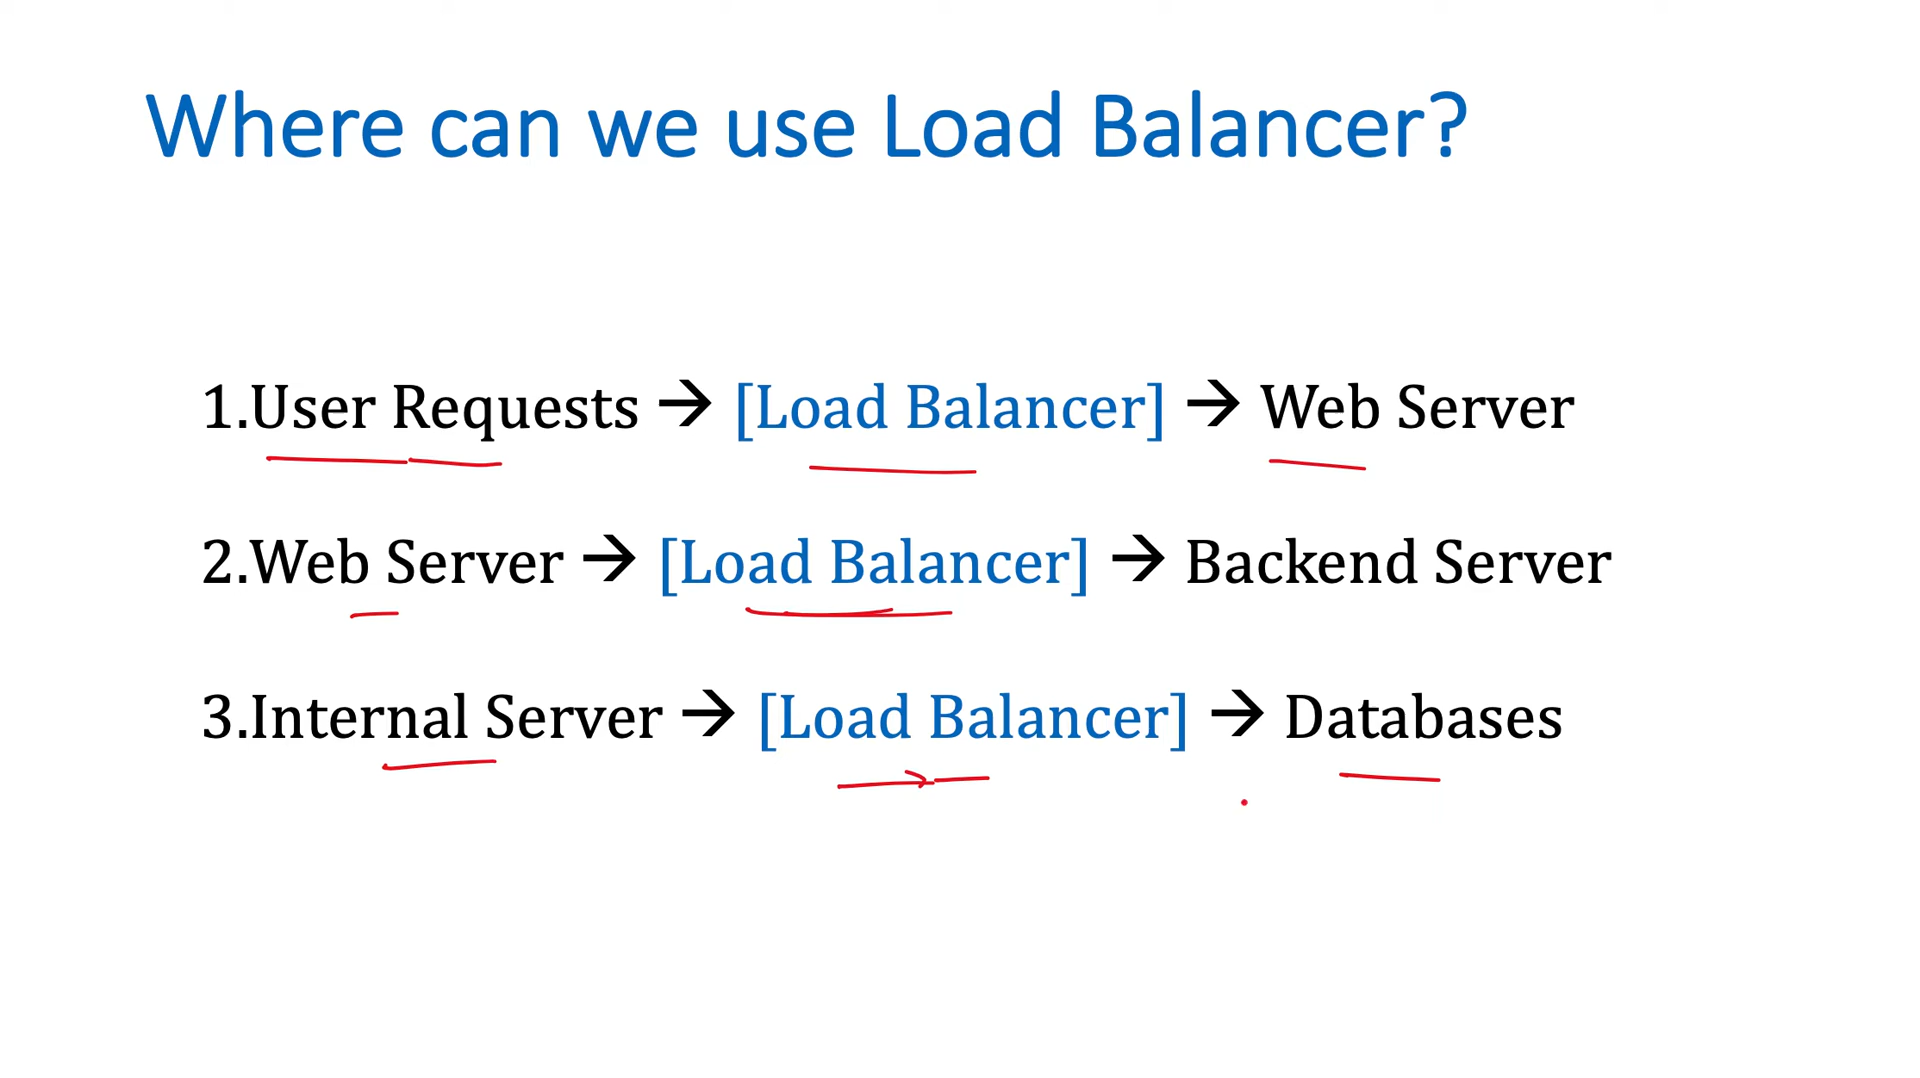 Where can we use Load Balancer?
1.User Requests → [Load Balancer] → Web Server
2.Web Server → [Load Balancer] → Backend Server
3.Internal Server → [Load Balancer] → Databases